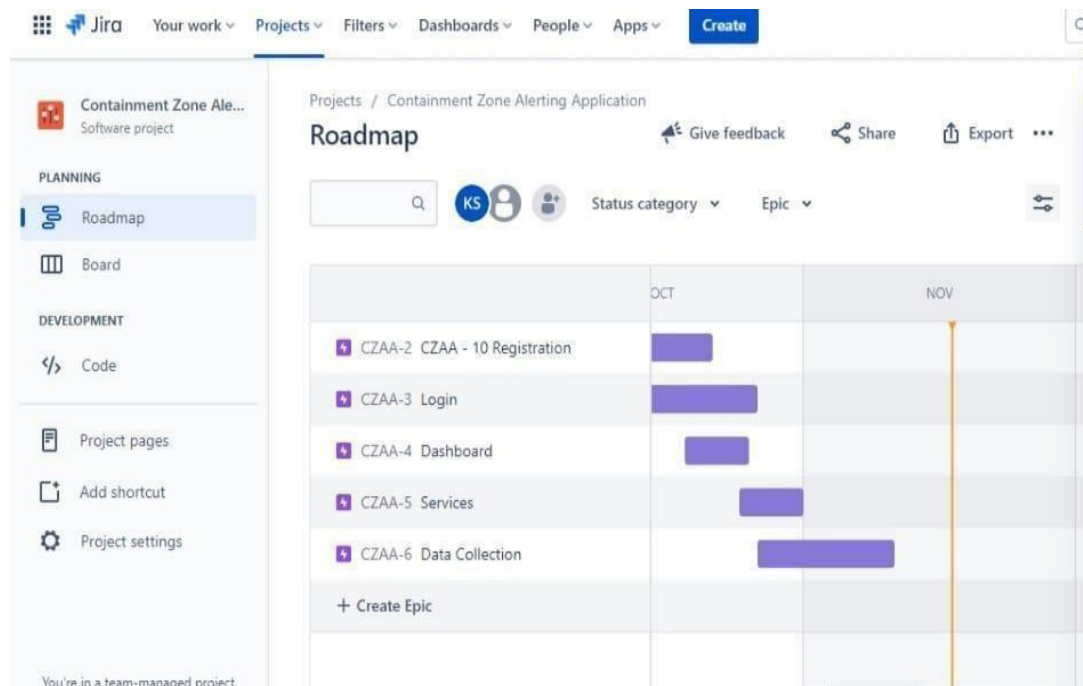 Jira Your work Projects Filters Dashboards People Apps Create
Containment Zone Ale...
Software project
PLANNING
Roadmap
Board
DEVELOPMENT
Code
Project pages
Add shortcut
Project settings
You're in a team-managed project
Projects / Containment Zone Alerting Application
Roadmap Give feedback Share Export
KS Status category Epic
OCT NOV
CZAA-2 CZAA - 10 Registration
CZAA-3 Login
CZAA-4 Dashboard
CZAA-5 Services
CZAA-6 Data Collection
+ Create Epic